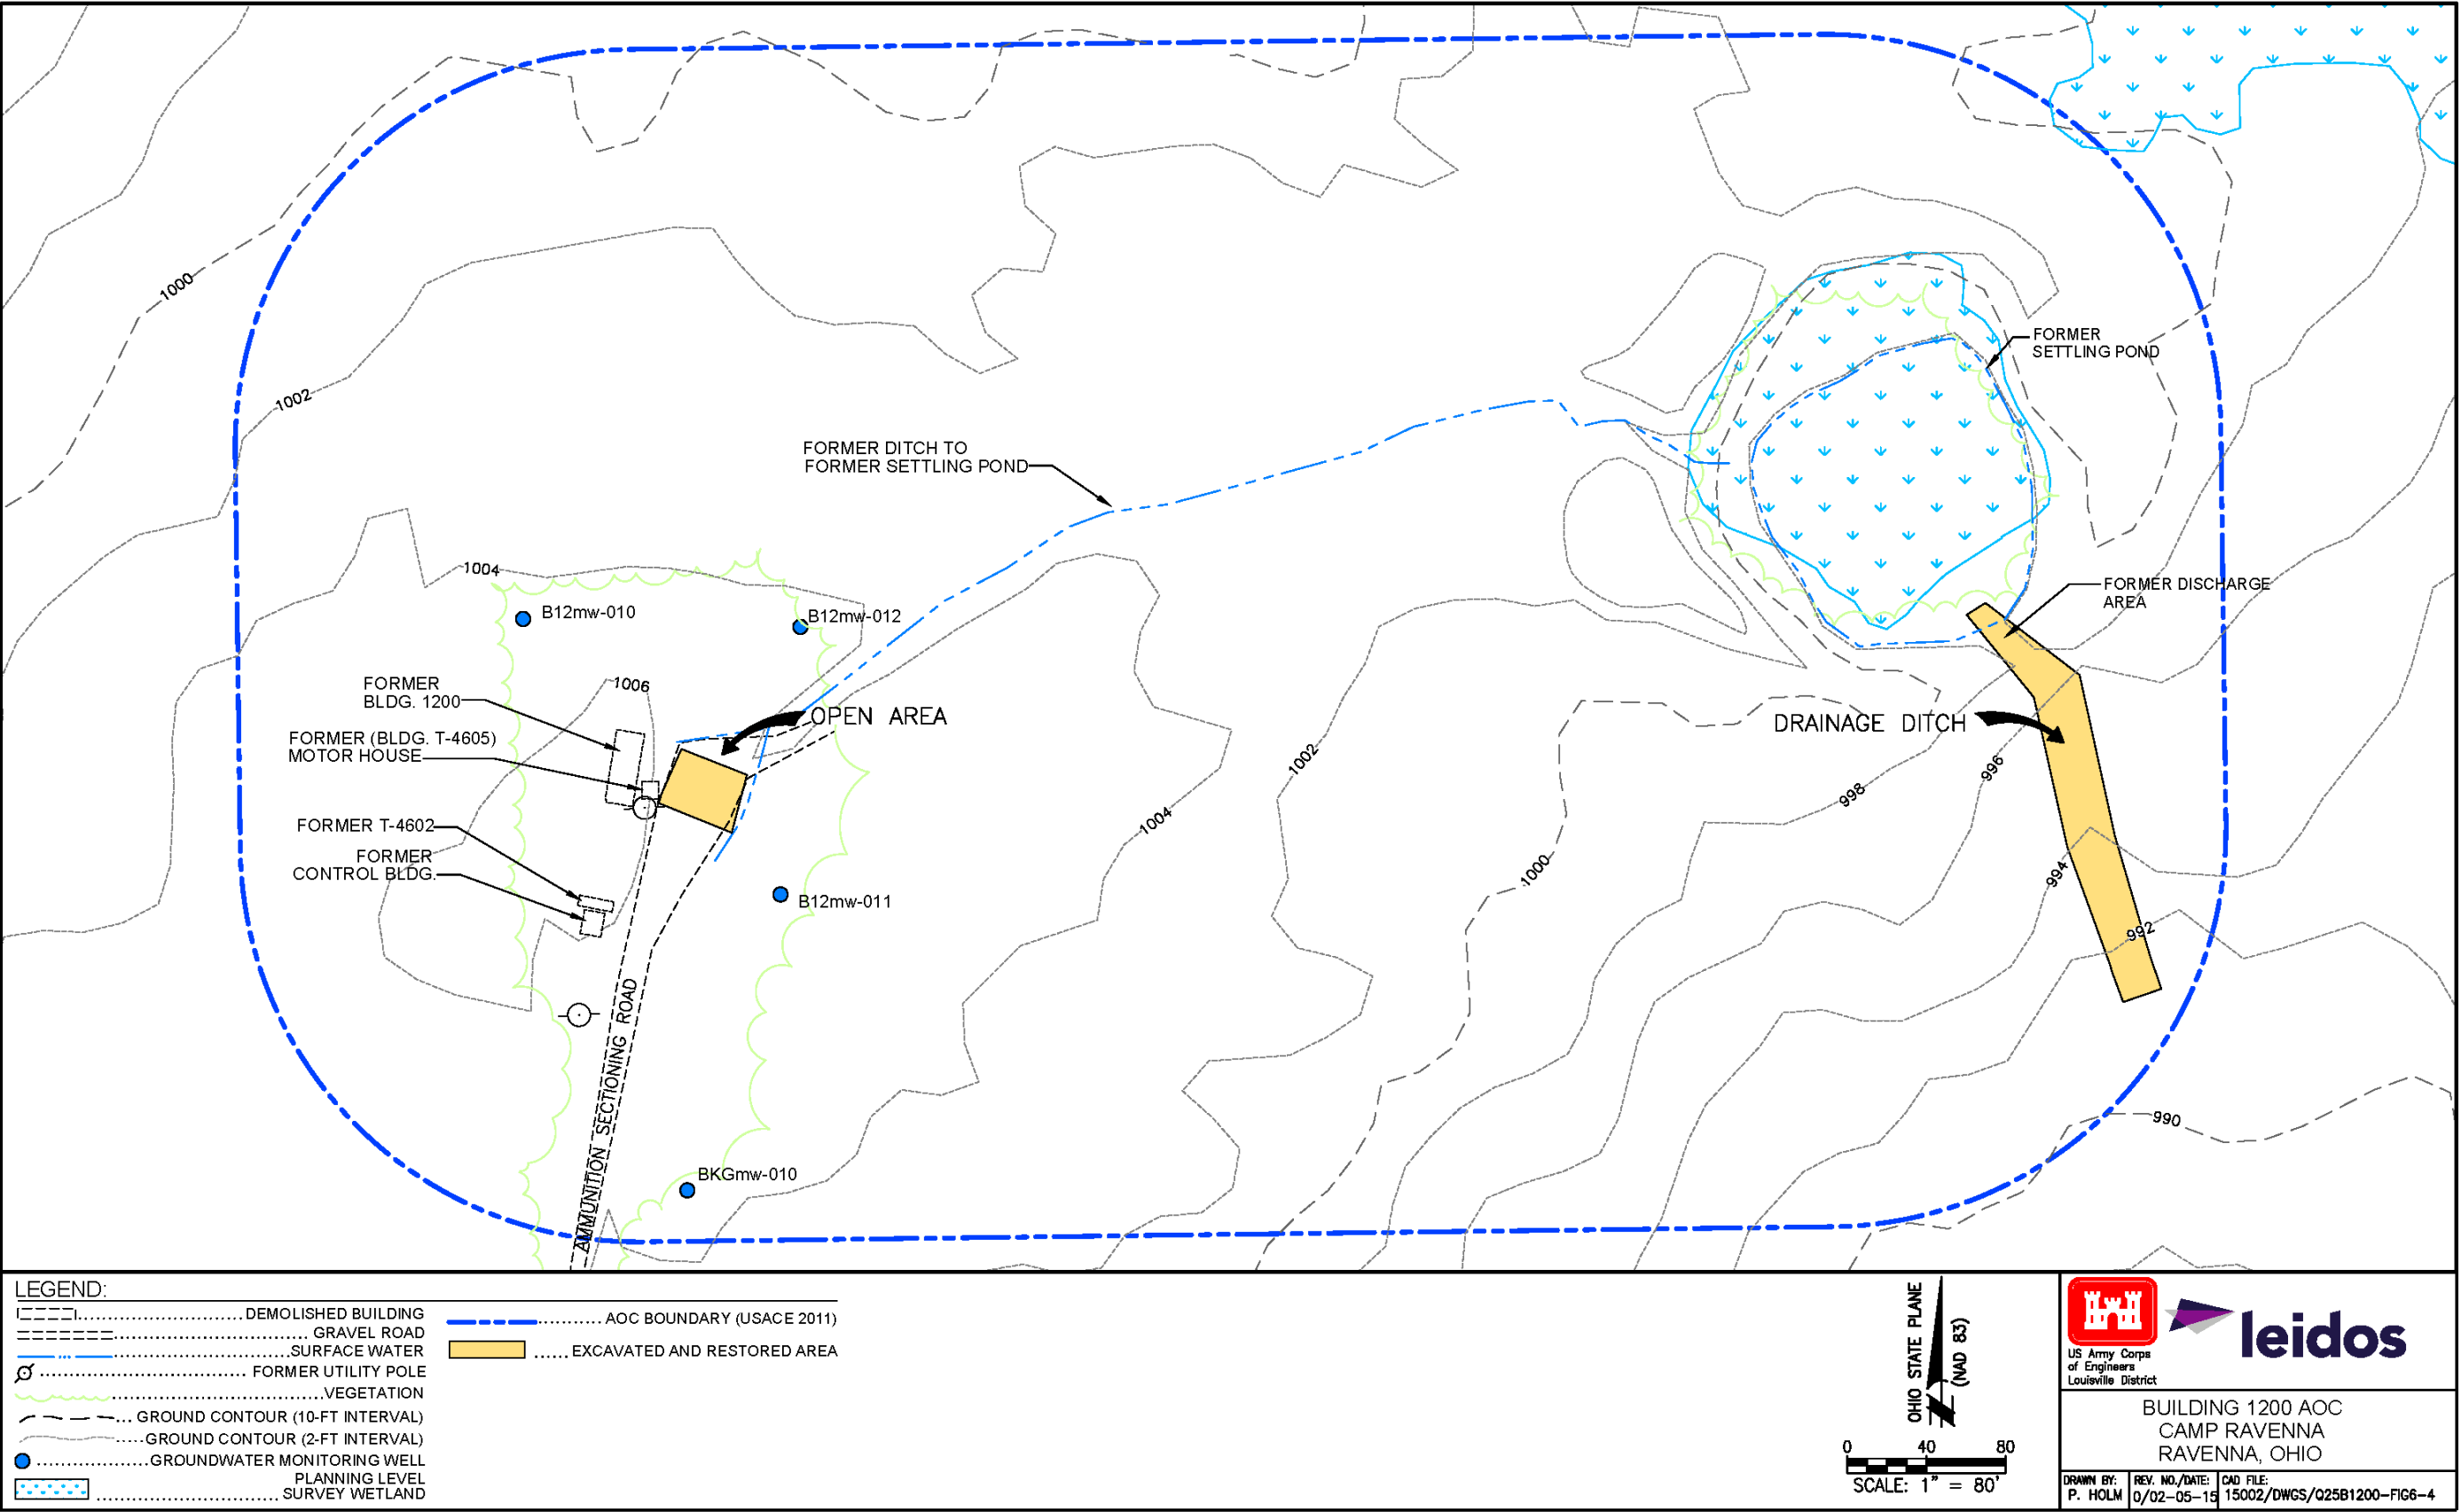 1000
1002
FORMER
SETTLING POND
FORMER DITCH TO
FORMER SETTLING POND
1004
B12mw-010
B12mw-012
FORMER DISCHARGE
AREA
FORMER
BLDG. 1200
1006
OPEN AREA
DRAINAGE DITCH
FORMER (BLDG. T-4605)
MOTOR HOUSE
1002
996
998
FORMER T-4602
1004
FORMER
CONTROL BLDG.
1000
994
B12mw-011
992
AMMUNITION SECTIONING ROAD
990
BKGmw-010
LEGEND:
DEMOLISHED BUILDING
GRAVEL ROAD
SURFACE WATER
FORMER UTILITY POLE
VEGETATION
GROUND CONTOUR (10-FT INTERVAL)
GROUND CONTOUR (2-FT INTERVAL)
GROUNDWATER MONITORING WELL
PLANNING LEVEL
SURVEY WETLAND
AOC BOUNDARY (USACE 2011)
EXCAVATED AND RESTORED AREA
OHIO STATE PLANE
(NAD 83)
0 40 80
SCALE: 1" = 80'
US Army Corps
of Engineers
Louisville District
leidos
BUILDING 1200 AOC
CAMP RAVENNA
RAVENNA, OHIO
DRAWN BY:
P. HOLM
REV. NO./DATE:
0/02-05-15
CAD FILE:
15002/DWGS/Q25B1200-FIG6-4